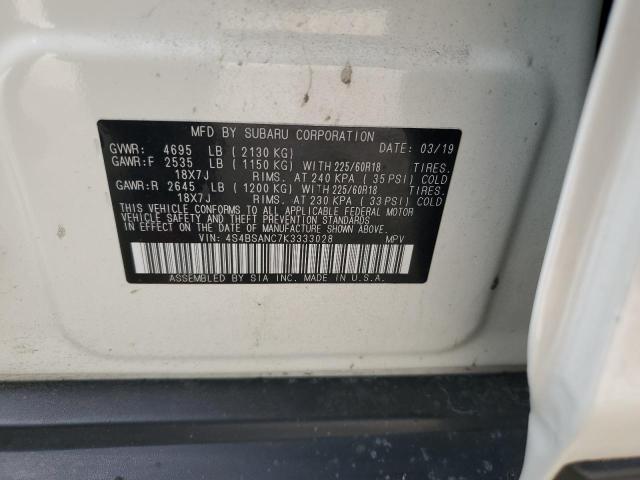 MFD BY SUBARU CORPORATION
GVWR: 4695 LB ( 2130 KG) DATE: 03/19
GAWR:F 2535 LB ( 1150 KG) WITH 225/60R18 TIRES.
18X7J RIMS. AT 240 KPA ( 35 PSI) COLD
GAWR:R 2645 LB ( 1200 KG) WITH 225/60R18 TIRES.
18X7J RIMS. AT 230 KPA ( 33 PSI) COLD
THIS VEHICLE CONFORMS TO ALL APPLICABLE FEDERAL MOTOR
VEHICLE SAFETY AND THEFT PREVENTION STANDARDS
IN EFFECT ON THE DATE OF MANUFACTURE SHOWN ABOVE.
VIN: 4S4BSANC7K3333028 MPV
ASSEMBLED BY SIA INC. MADE IN U.S.A.